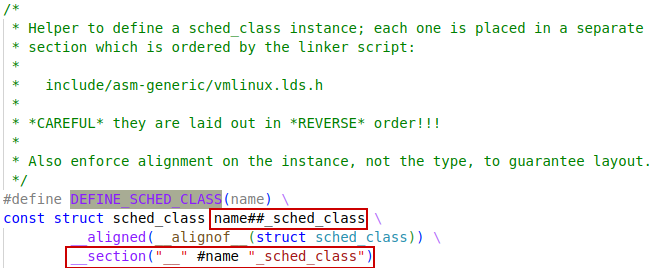 /*
 * Helper to define a sched_class instance; each one is placed in a separate
 * section which is ordered by the linker script:
 *
 *   include/asm-generic/vmlinux.lds.h
 *
 * *CAREFUL* they are laid out in *REVERSE* order!!!
 *
 * Also enforce alignment on the instance, not the type, to guarantee layout.
 */
#define DEFINE_SCHED_CLASS(name) \
const struct sched_class name##_sched_class \
        __aligned(__alignof__(struct sched_class)) \
        __section("__" #name "_sched_class")